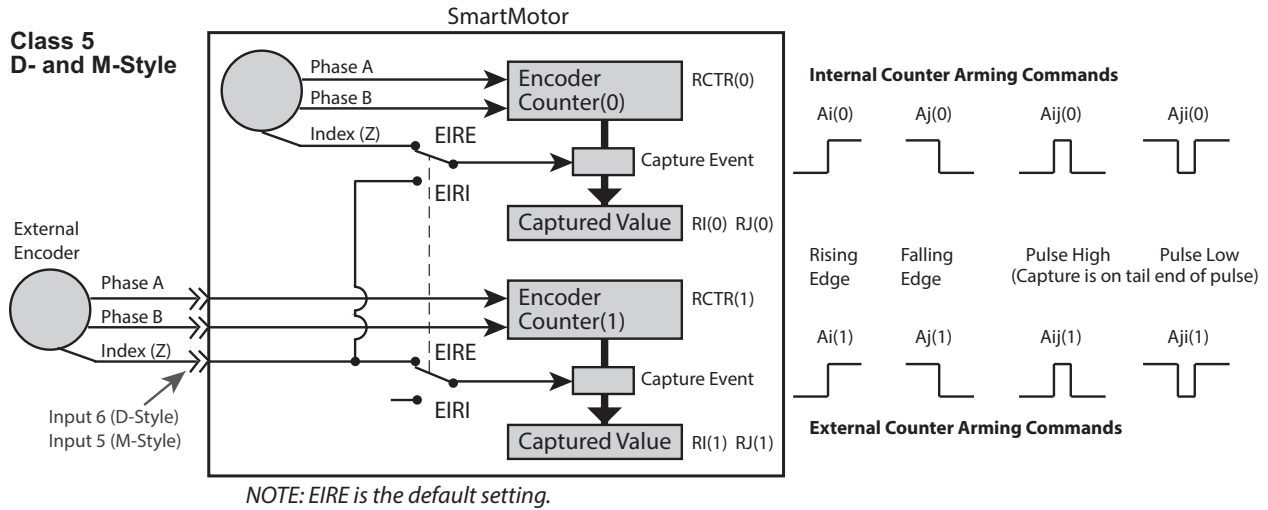 SmartMotor
Class 5
D- and M-Style
Phase A
Phase B
Index (Z)
EIRE
EIRI
Encoder
Counter(0)
RCTR(0)
Capture Event
Captured Value
RI(0) RJ(0)
External
Encoder
Phase A
Phase B
Index (Z)
Input 6 (D-Style)
Input 5 (M-Style)
EIRE
EIRI
Encoder
Counter(1)
RCTR(1)
Capture Event
Captured Value
RI(1) RJ(1)
NOTE: EIRE is the default setting.
Internal Counter Arming Commands
Ai(0) Aj(0) Aij(0) Aji(0)
Rising
Edge
Falling
Edge
Pulse High Pulse Low
(Capture is on tail end of pulse)
Ai(1) Aj(1) Aij(1) Aji(1)
External Counter Arming Commands